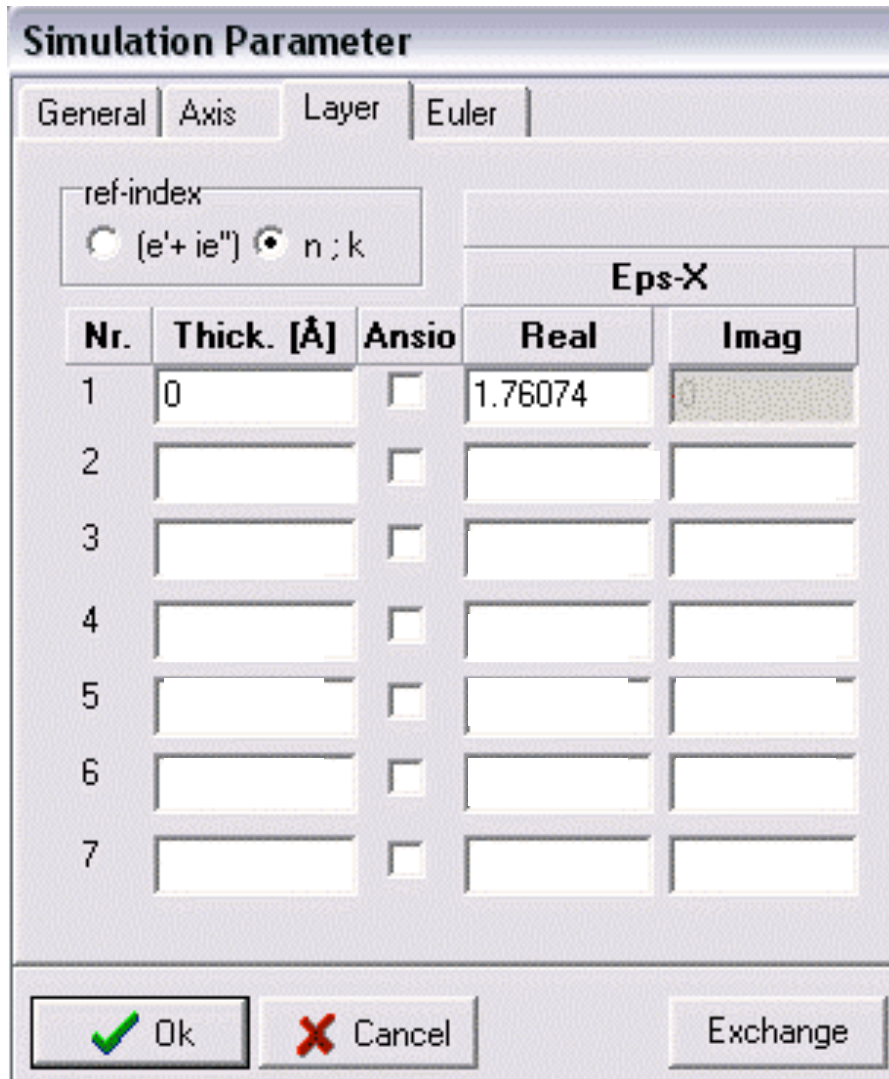 Simulation Parameter
General Axis Layer Euler
ref-index
(e'+ ie") n ; k
Eps-X
Nr. Thick. [Å] Ansio Real Imag
1 0 1.76074 0
2
3
4
5
6
7
Ok Cancel Exchange